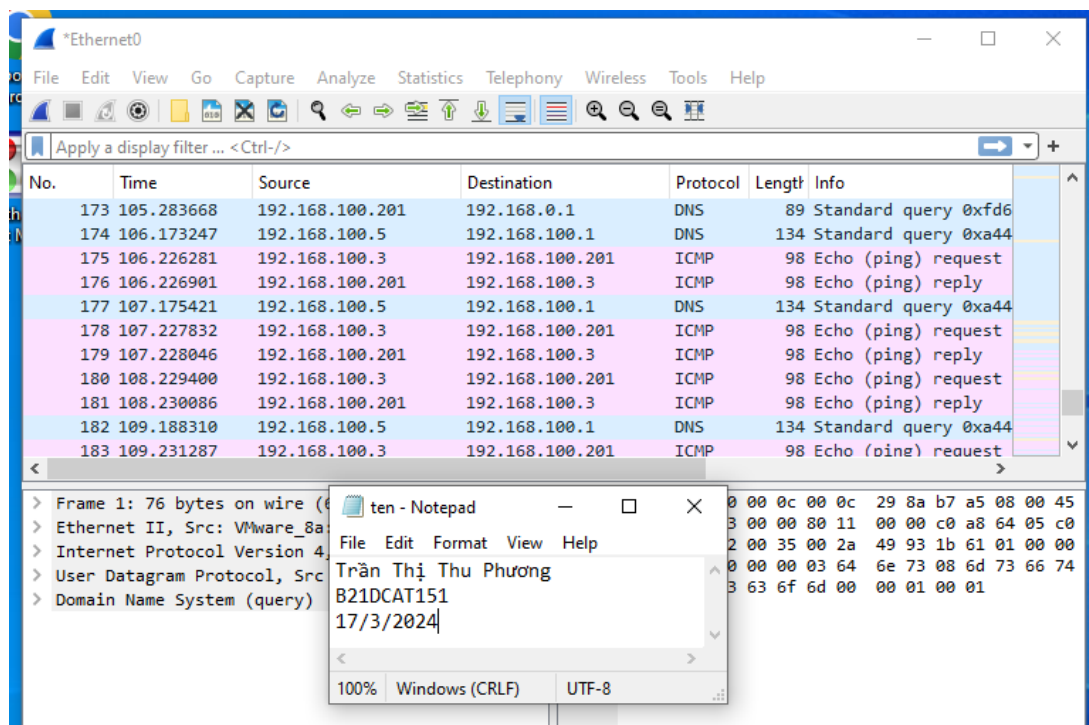 *Ethernet0
File Edit View Go Capture Analyze Statistics Telephony Wireless Tools Help
Apply a display filter ... <Ctrl-/>
No. Time Source Destination Protocol Length Info
173 105.283668 192.168.100.201 192.168.0.1 DNS 89 Standard query 0xfd6
174 106.173247 192.168.100.5 192.168.100.1 DNS 134 Standard query 0xa44
175 106.226281 192.168.100.3 192.168.100.201 ICMP 98 Echo (ping) request
176 106.226901 192.168.100.201 192.168.100.3 ICMP 98 Echo (ping) reply
177 107.175421 192.168.100.5 192.168.100.1 DNS 134 Standard query 0xa44
178 107.227832 192.168.100.3 192.168.100.201 ICMP 98 Echo (ping) request
179 107.228046 192.168.100.201 192.168.100.3 ICMP 98 Echo (ping) reply
180 108.229400 192.168.100.3 192.168.100.201 ICMP 98 Echo (ping) request
181 108.230086 192.168.100.201 192.168.100.3 ICMP 98 Echo (ping) reply
182 109.188310 192.168.100.5 192.168.100.1 DNS 134 Standard query 0xa44
183 109.231287 192.168.100.3 192.168.100.201 ICMP 98 Echo (ping) request
> Frame 1: 76 bytes on wire (6
> Ethernet II, Src: VMware_8a:
> Internet Protocol Version 4,
> User Datagram Protocol, Src
> Domain Name System (query)
0 00 0c 00 0c 29 8a b7 a5 08 00 45
3 00 00 80 11 00 00 c0 a8 64 05 c0
2 00 35 00 2a 49 93 1b 61 01 00 00
0 00 00 03 64 6e 73 08 6d 73 66 74
3 63 6f 6d 00 00 01 00 01
ten - Notepad
File Edit Format View Help
Trần Thị Thu Phương
B21DCAT151
17/3/2024
100% Windows (CRLF) UTF-8